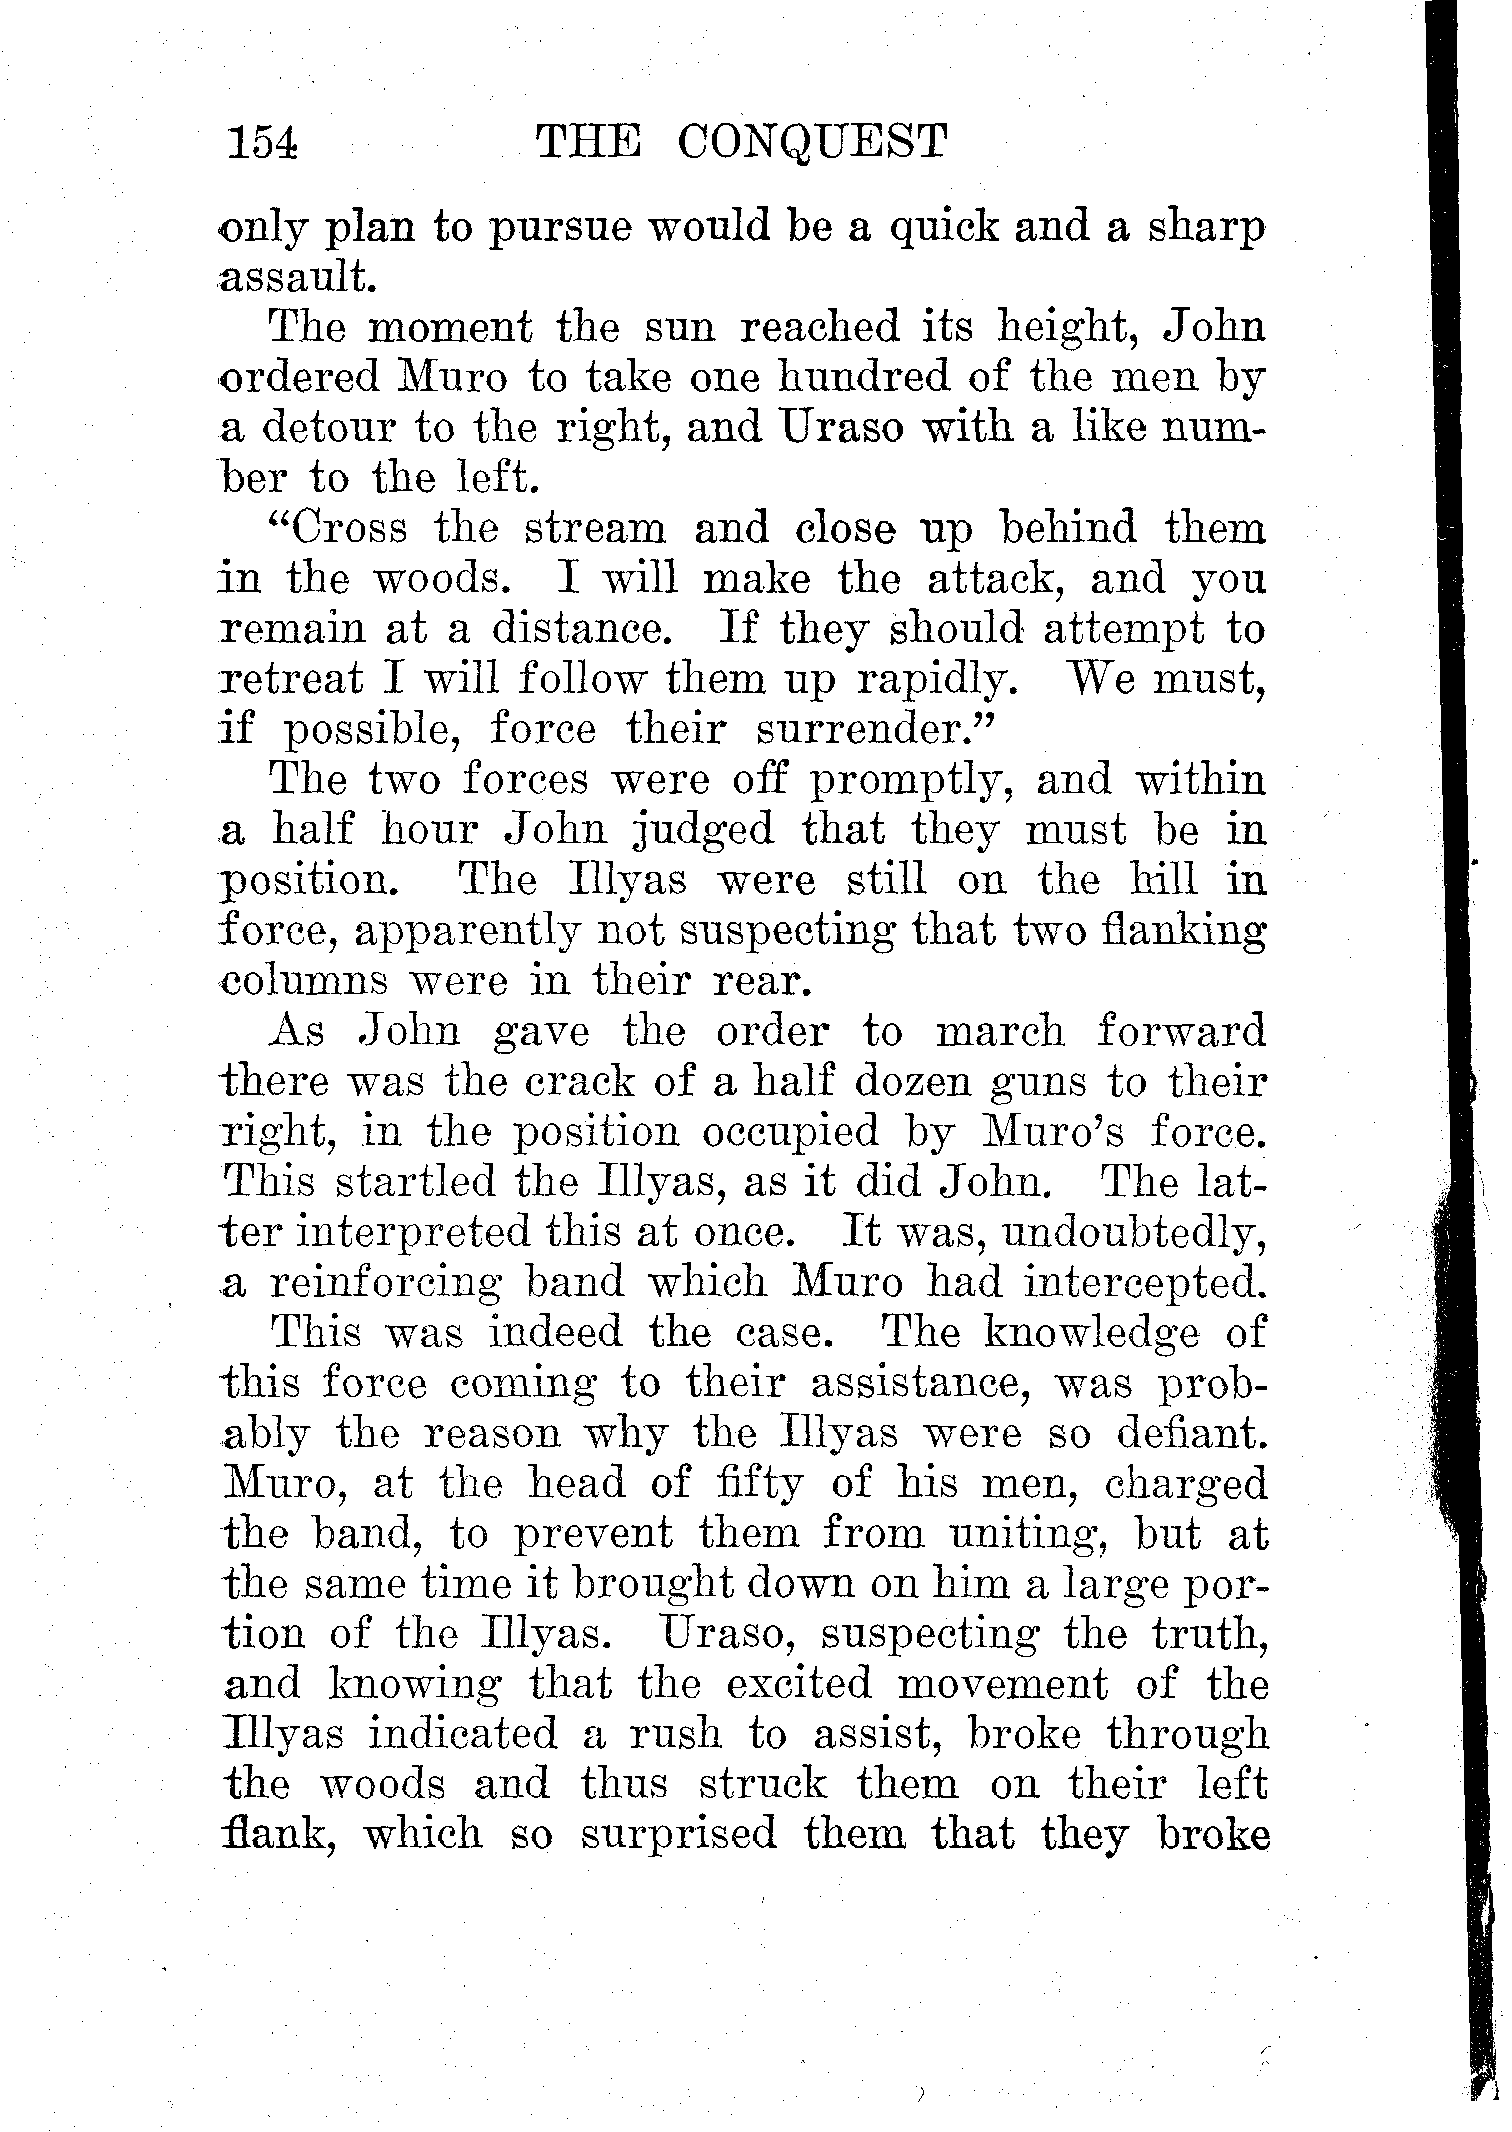 154 THE CONQUEST
only plan to pursue would be a quick and a sharp
assault.
The moment the sun reached its height, John
ordered Muro to take one hundred of the men by
a detour to the right, and Uraso with a like num-
ber to the left.
“Cross the stream and close up behind them
in the woods. I will make the attack, and you
remain at a distance. If they should attempt to
retreat I will follow them up rapidly. We must,
if possible, force their surrender.”
The two forces were off promptly, and within
a half hour John judged that they must be in
position. The Illyas were still on the hill in
force, apparently not suspecting that two flanking
columns were in their rear.
As John gave the order to march forward
there was the crack of a half dozen guns to their
right, in the position occupied by Muro’s force.
This startled the Illyas, as it did John. The lat-
ter interpreted this at once. It was, undoubtedly,
a reinforcing band which Muro had intercepted.
This was indeed the case. The knowledge of
this force coming to their assistance, was prob-
ably the reason why the Illyas were so defiant.
Muro, at the head of fifty of his men, charged
the band, to prevent them from uniting, but at
the same time it brought down on him a large por-
tion of the Illyas. Uraso, suspecting the truth,
and knowing that the excited movement of the
Illyas indicated a rush to assist, broke through
the woods and thus struck them on their left
flank, which so surprised them that they broke